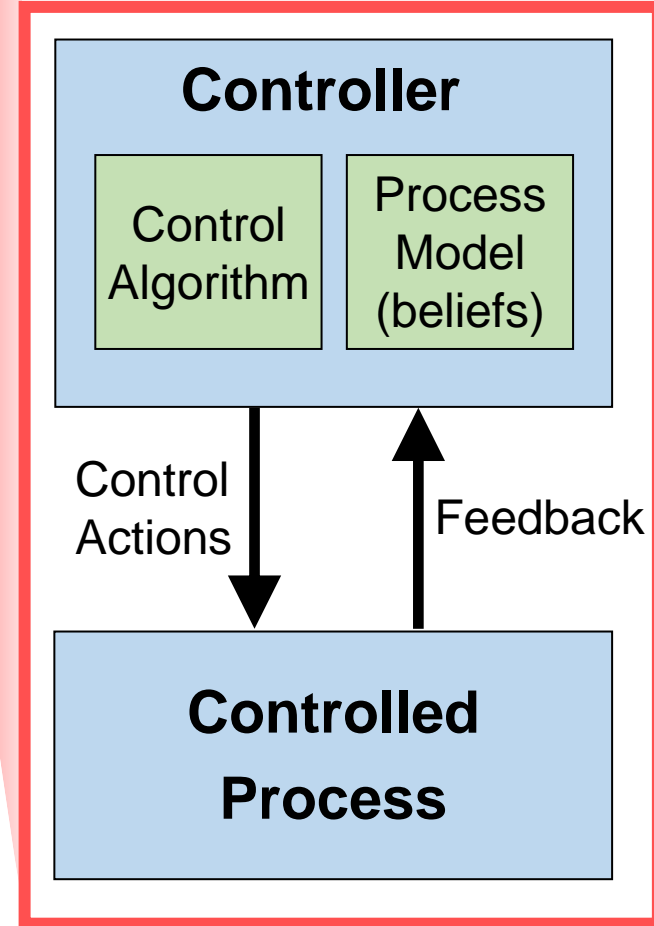 Controller
Control
Algorithm
Process
Model
(beliefs)
Control
Actions
Feedback
Controlled
Process